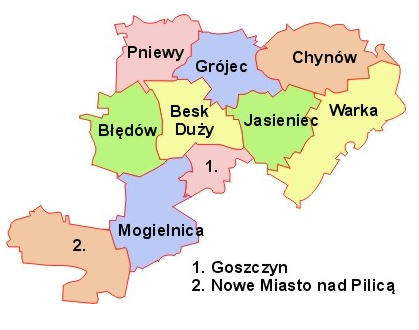 Pniewy
Grójec
Chynów
Besk
Duży
Błędów
Jasieniec
Warka
1.
2.
Mogielnica
1. Goszczyn
2. Nowe Miasto nad Pilicą